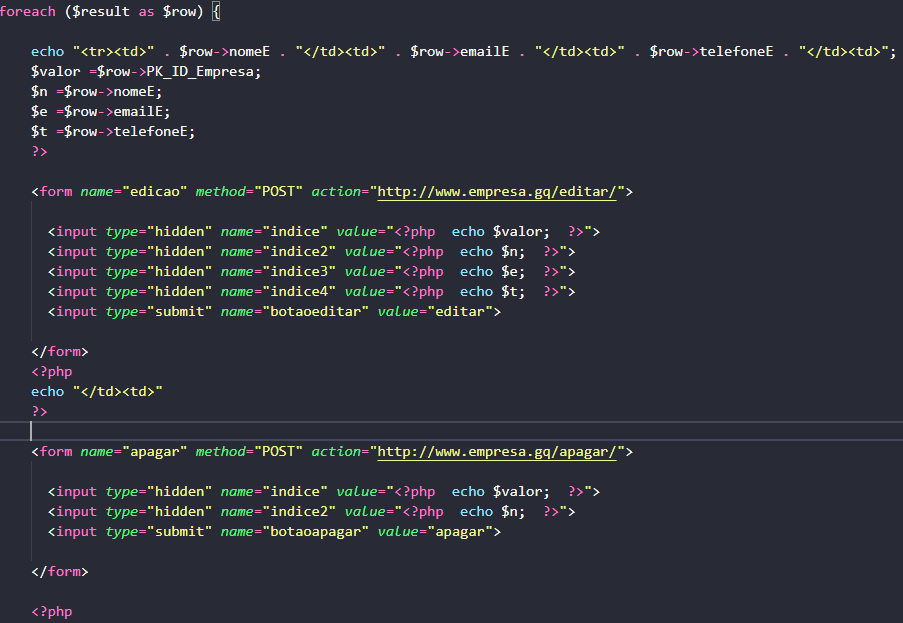 foreach ($result as $row) {
echo "<tr><td>" . $row->nomeE . "</td><td>" . $row->emailE . "</td><td>" . $row->telefoneE . "</td><td>";
$valor =$row->PK_ID_Empresa;
$n =$row->nomeE;
$e =$row->emailE;
$t =$row->telefoneE;
?>
<form name="edicao" method="POST" action="http://www.empresa.gq/editar/">
<input type="hidden" name="indice" value="<?php  echo $valor;  ?>">
<input type="hidden" name="indice2" value="<?php  echo $n;  ?>">
<input type="hidden" name="indice3" value="<?php  echo $e;  ?>">
<input type="hidden" name="indice4" value="<?php  echo $t;  ?>">
<input type="submit" name="botaoeditar" value="editar">
</form>
<?php
echo "</td><td>"
?>
<form name="apagar" method="POST" action="http://www.empresa.gq/apagar/">
<input type="hidden" name="indice" value="<?php  echo $valor;  ?>">
<input type="hidden" name="indice2" value="<?php  echo $n;  ?>">
<input type="submit" name="botaoapagar" value="apagar">
</form>
<?php